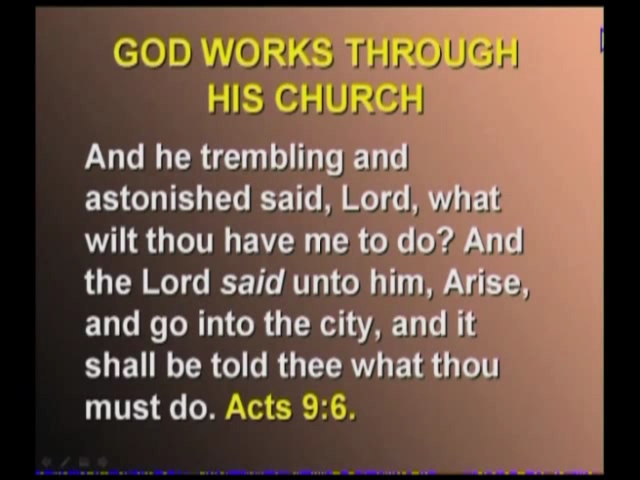 GOD WORKS THROUGH
HIS CHURCH
And he trembling and
astonished said, Lord, what
wilt thou have me to do? And
the Lord said unto him, Arise,
and go into the city, and it
shall be told thee what thou
must do. Acts 9:6.